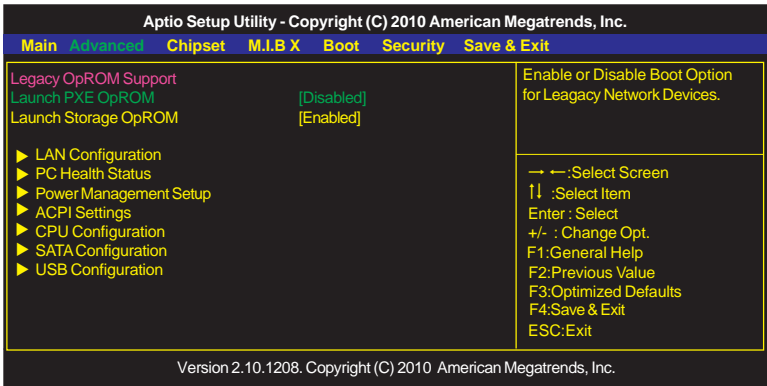 Aptio Setup Utility - Copyright (C) 2010 American Megatrends, Inc.
Main Advanced Chipset M.I.B X Boot Security Save & Exit
Legacy OpROM Support
Launch PXE OpROM [Disabled]
Launch Storage OpROM [Enabled]
▶ LAN Configuration
▶ PC Health Status
▶ Power Management Setup
▶ ACPI Settings
▶ CPU Configuration
▶ SATA Configuration
▶ USB Configuration
Enable or Disable Boot Option
for Leagacy Network Devices.
→ ←:Select Screen
↑↓ :Select Item
Enter : Select
+/- : Change Opt.
F1:General Help
F2:Previous Value
F3:Optimized Defaults
F4:Save & Exit
ESC:Exit
Version 2.10.1208. Copyright (C) 2010 American Megatrends, Inc.